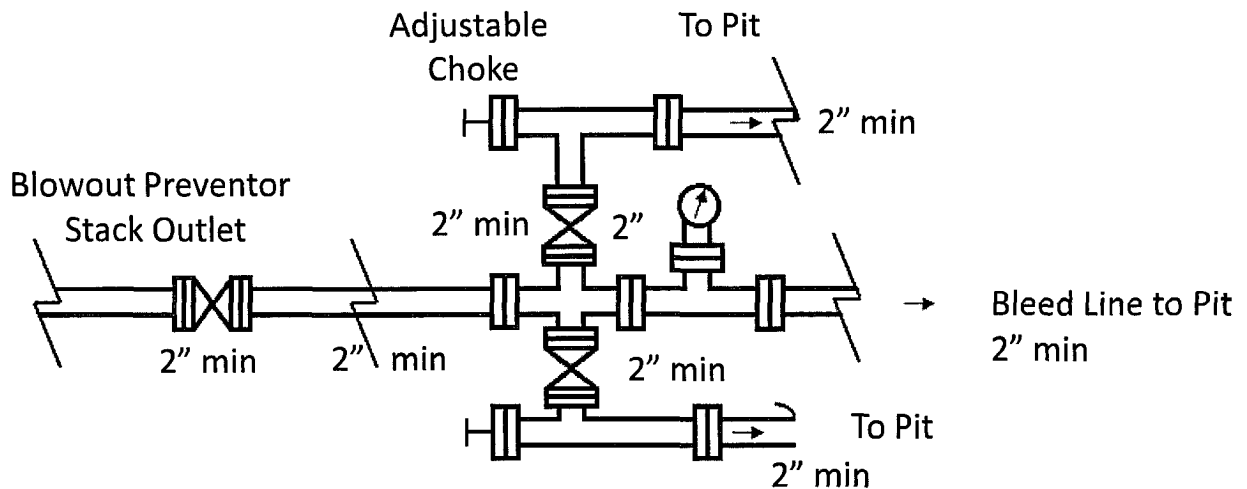 Adjustable
Choke
To Pit
2” min
Blowout Preventor
Stack Outlet
2” min
2”
2” min
2” min
2” min
Bleed Line to Pit
2” min
To Pit
2” min